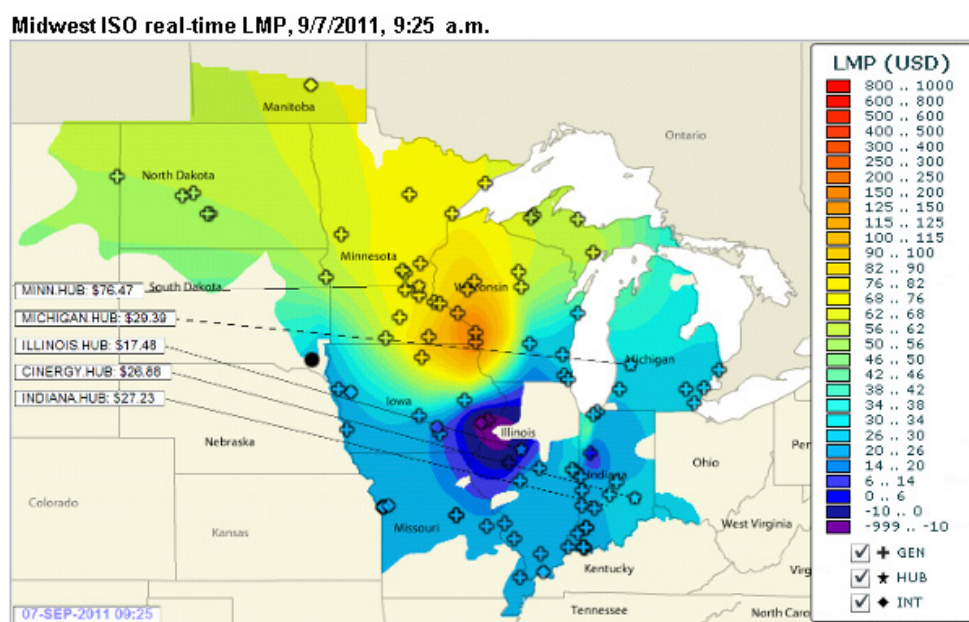 Midwest ISO real-time LMP, 9/7/2011, 9:25 a.m.
LMP (USD)
800 .. 1000
600 .. 800
500 .. 600
400 .. 500
300 .. 400
250 .. 300
200 .. 250
150 .. 200
125 .. 150
115 .. 125
100 .. 115
90 .. 100
82 .. 90
76 .. 82
68 .. 76
62 .. 68
56 .. 62
50 .. 56
46 .. 50
42 .. 46
38 .. 42
34 .. 38
30 .. 34
26 .. 30
20 .. 26
14 .. 20
6 .. 14
0 .. 6
-10 .. 0
-999 .. -10
GEN
HUB
INT
Manitoba
Ontario
North Dakota
Minnesota
South Dakota
Wisconsin
MINN.HUB: $76.47
MICHIGAN.HUB: $29.39
ILLINOIS.HUB: $17.48
CINERGY.HUB: $26.88
INDIANA.HUB: $27.23
Michigan
Iowa
Illinois
Nebraska
Indiana
Ohio
Pen
Colorado
Kansas
Missouri
West Virginia
Kentucky
Virg
Tennessee
North Carc
07-SEP-2011 09:25